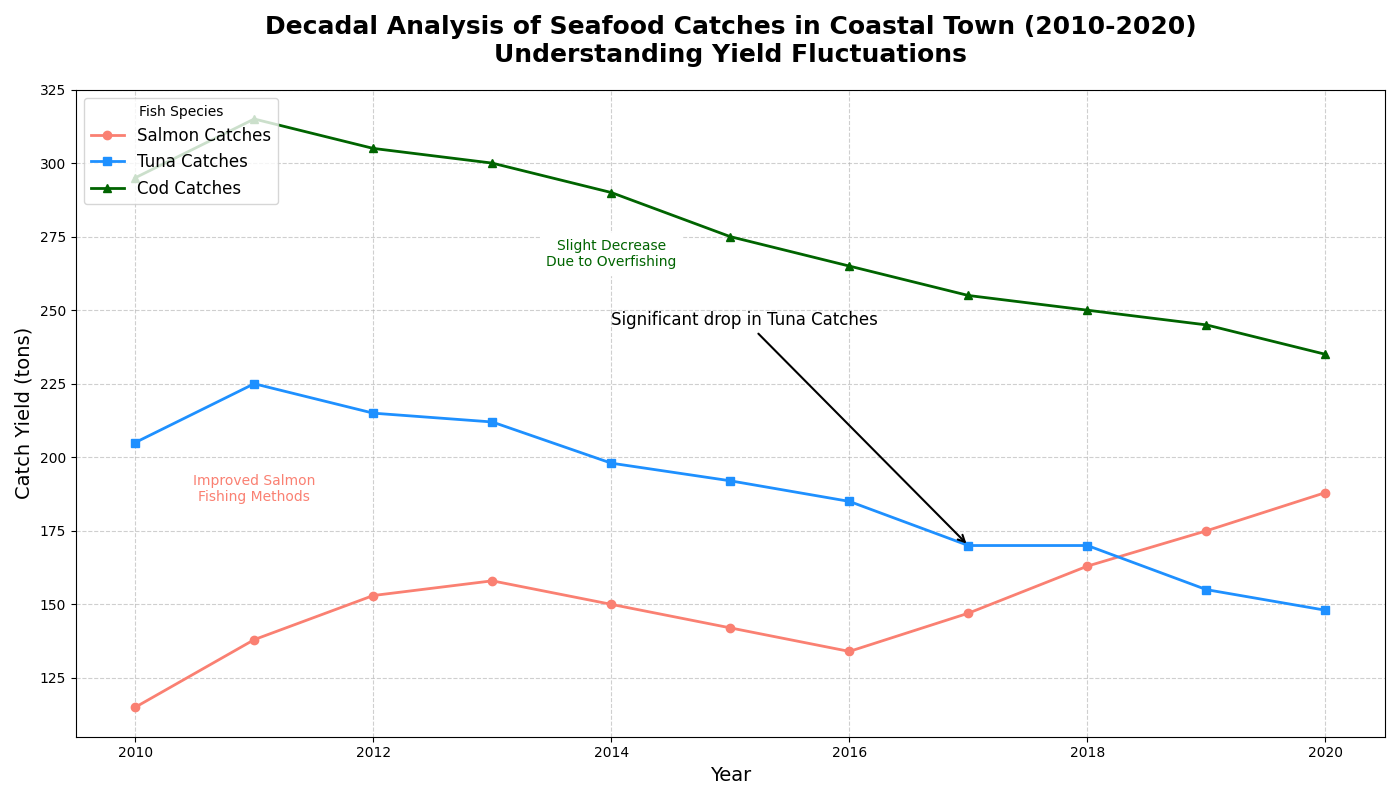 Decadal Analysis of Seafood Catches in Coastal Town (2010-2020)
Understanding Yield Fluctuations
Catch Yield (tons)
325
300
275
250
225
200
175
150
125
Fish Species
Salmon Catches
Tuna Catches
Cod Catches
Slight Decrease
Due to Overfishing
Significant drop in Tuna Catches
Improved Salmon
Fishing Methods
2010
2012
2014
2016
2018
2020
Year